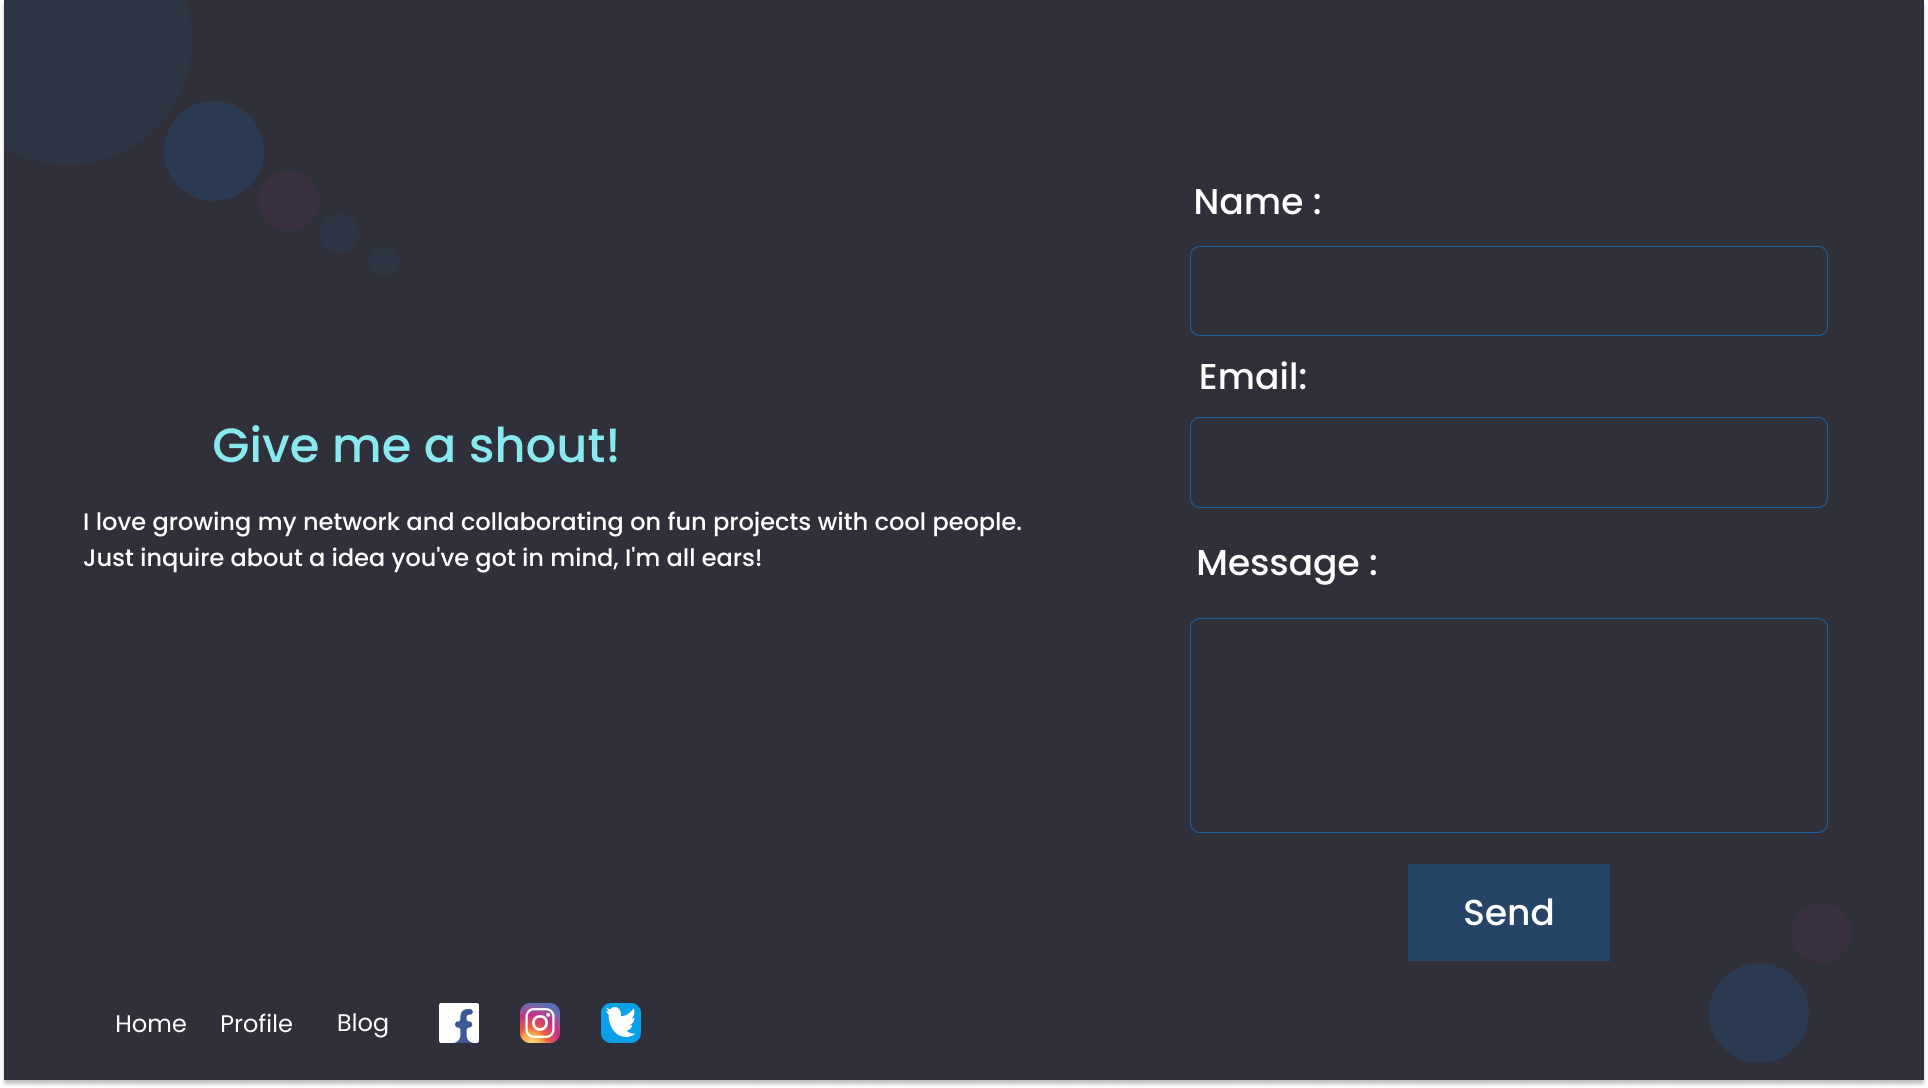 Give me a shout!
I love growing my network and collaborating on fun projects with cool people.
Just inquire about a idea you've got in mind, I'm all ears!
Name :
Email:
Message :
Send
Home Profile Blog